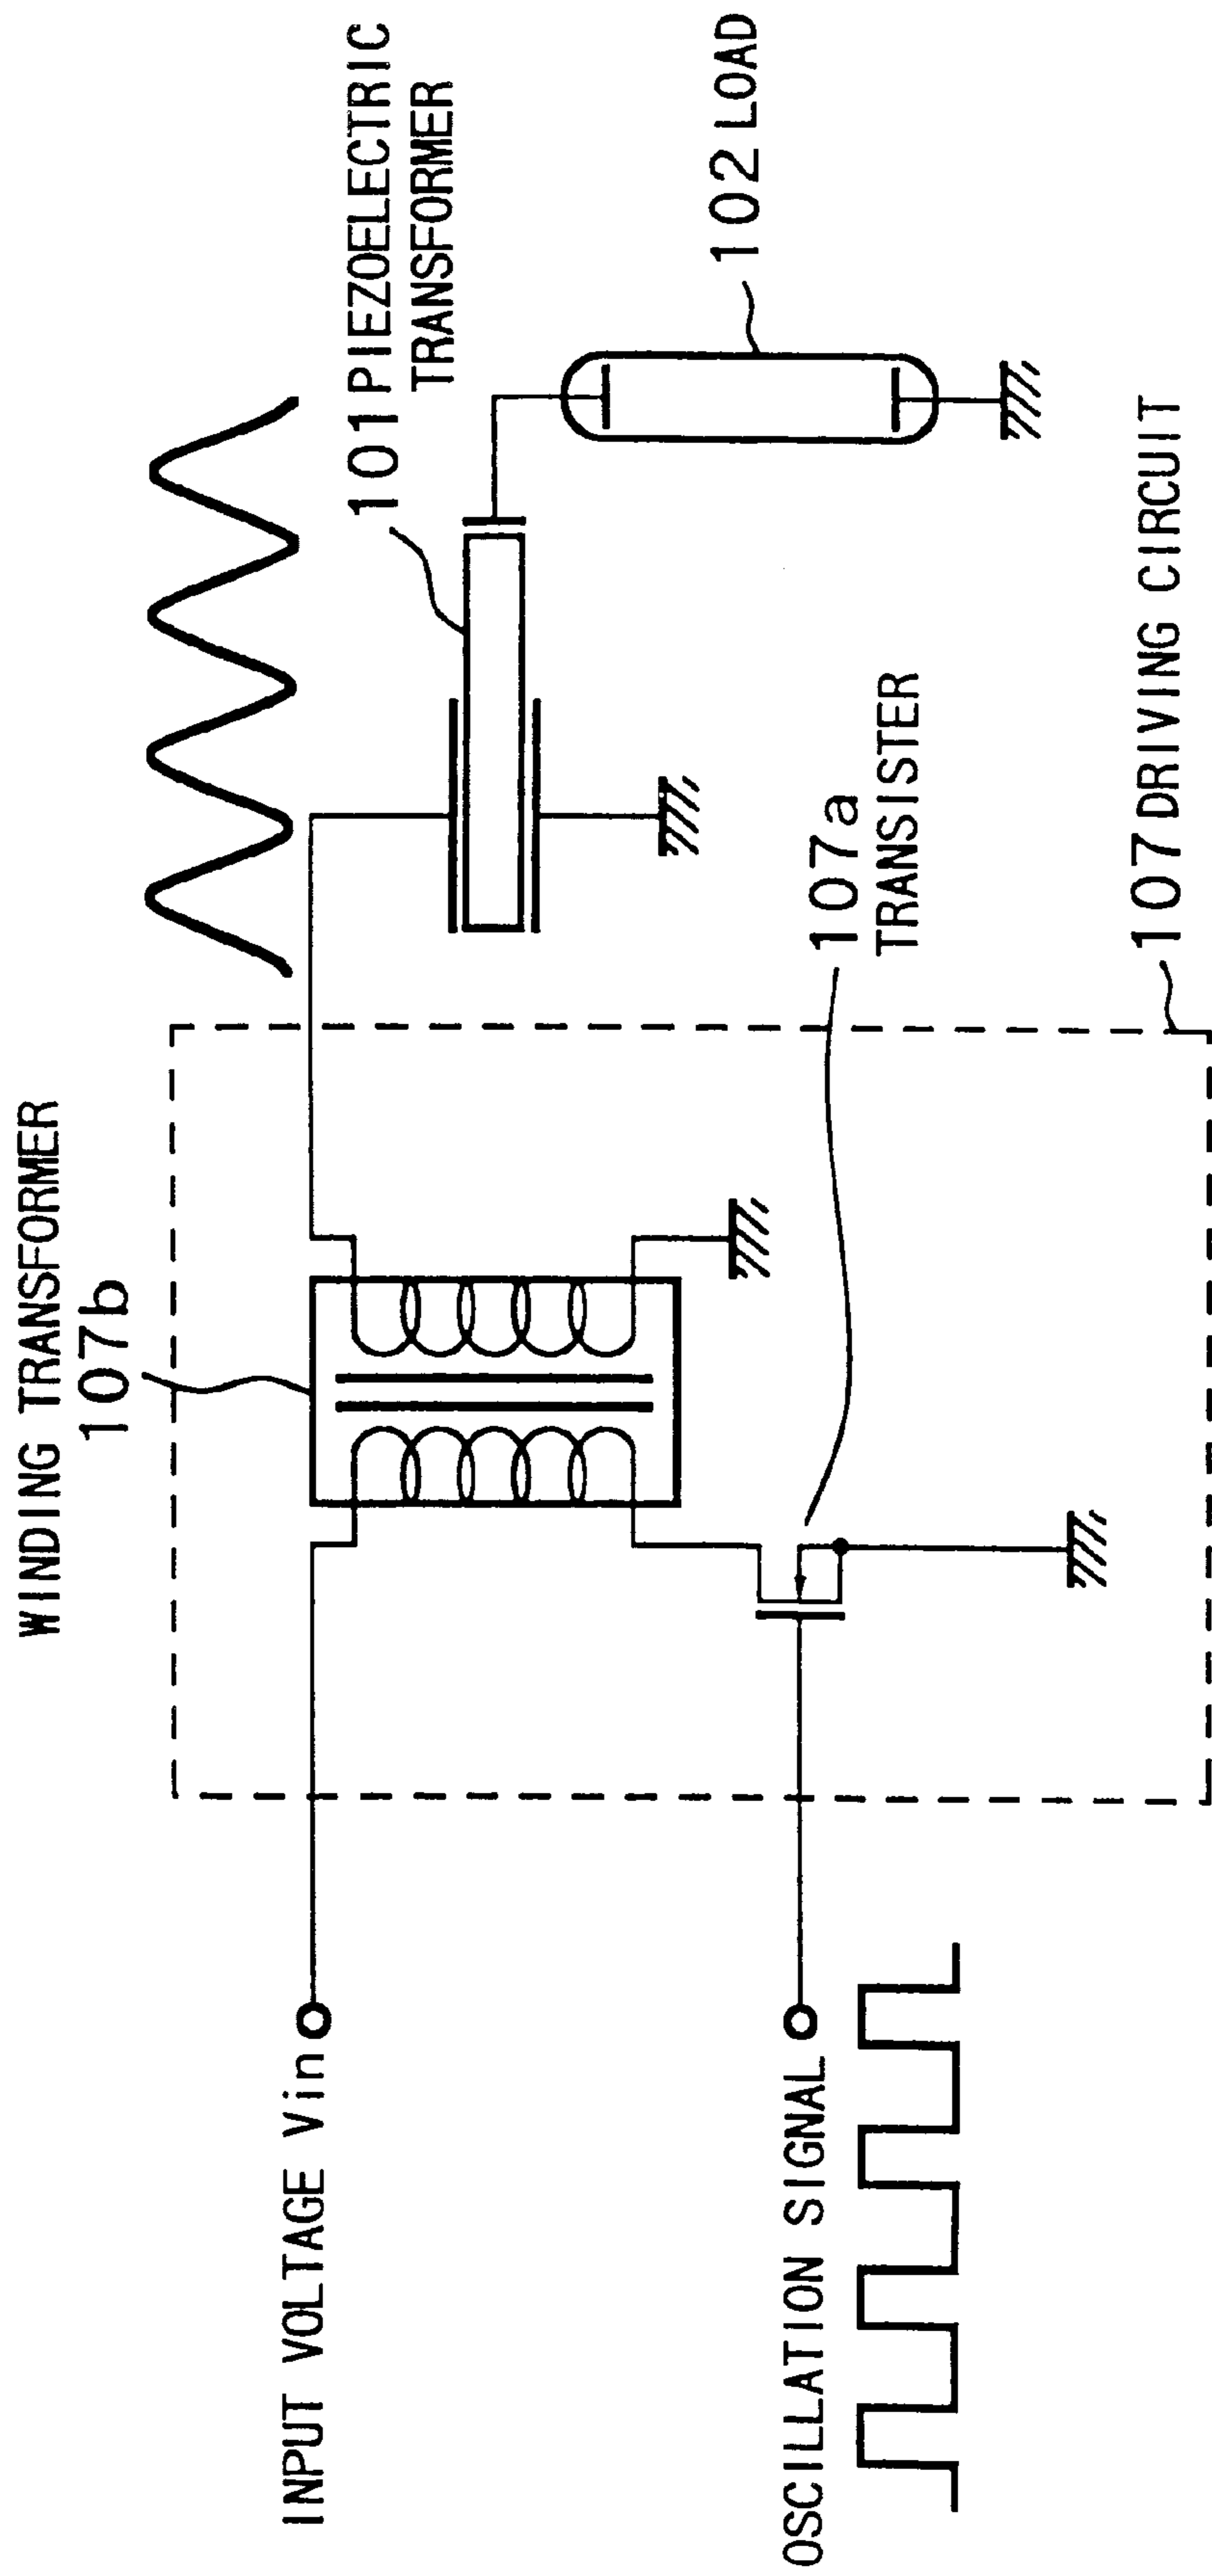 WINDING TRANSFORMER
107b
101 PIEZOELECTRIC
TRANSFORMER
INPUT VOLTAGE Vin
102 LOAD
107a
TRANSISTER
OSCILLATION SIGNAL
107 DRIVING CIRCUIT